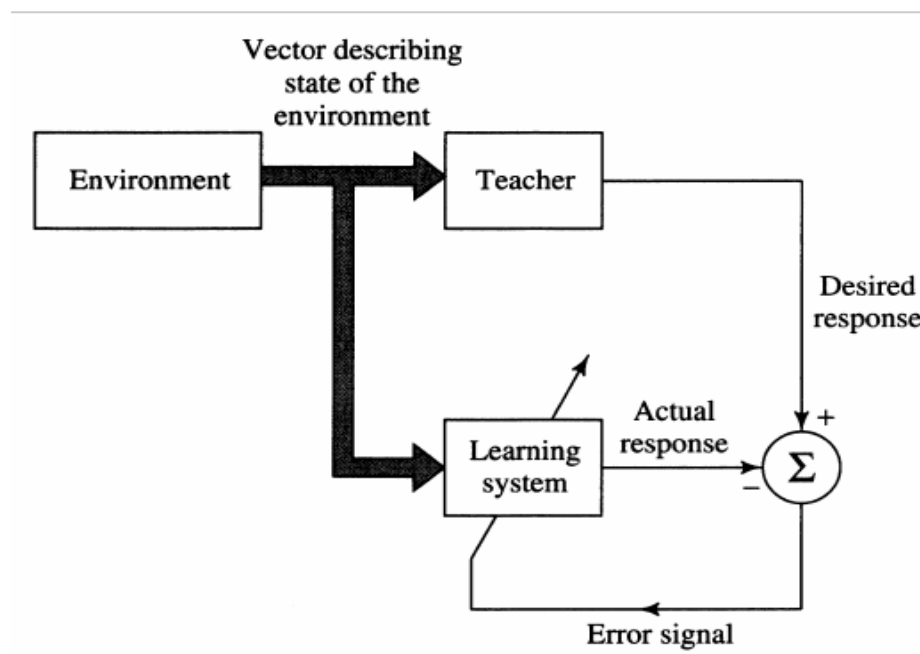 Vector describing
state of the
environment
Environment
Teacher
Desired
response
+
Learning
system
Actual
response
−
Σ
Error signal